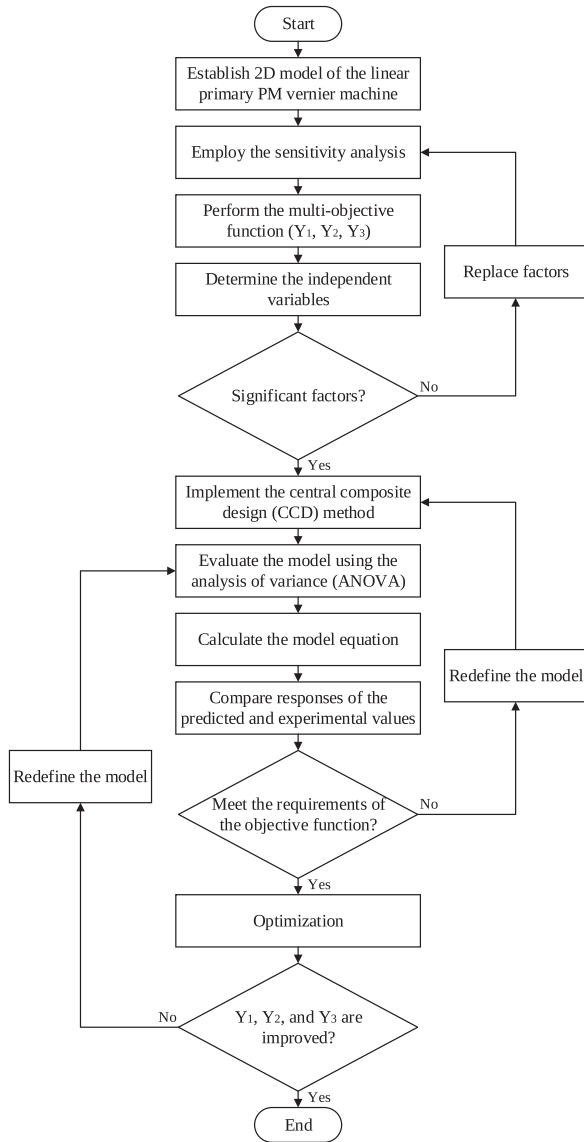 Start
Establish 2D model of the linear
primary PM vernier machine
Employ the sensitivity analysis
Perform the multi-objective
function (Y₁, Y₂, Y₃)
Determine the independent
variables
Replace factors
Significant factors?
No
Yes
Implement the central composite
design (CCD) method
Evaluate the model using the
analysis of variance (ANOVA)
Calculate the model equation
Redefine the model
Compare responses of the
predicted and experimental values
Redefine the model
Meet the requirements of
the objective function?
No
Yes
Optimization
Y₁, Y₂, and Y₃ are
improved?
No
Yes
End